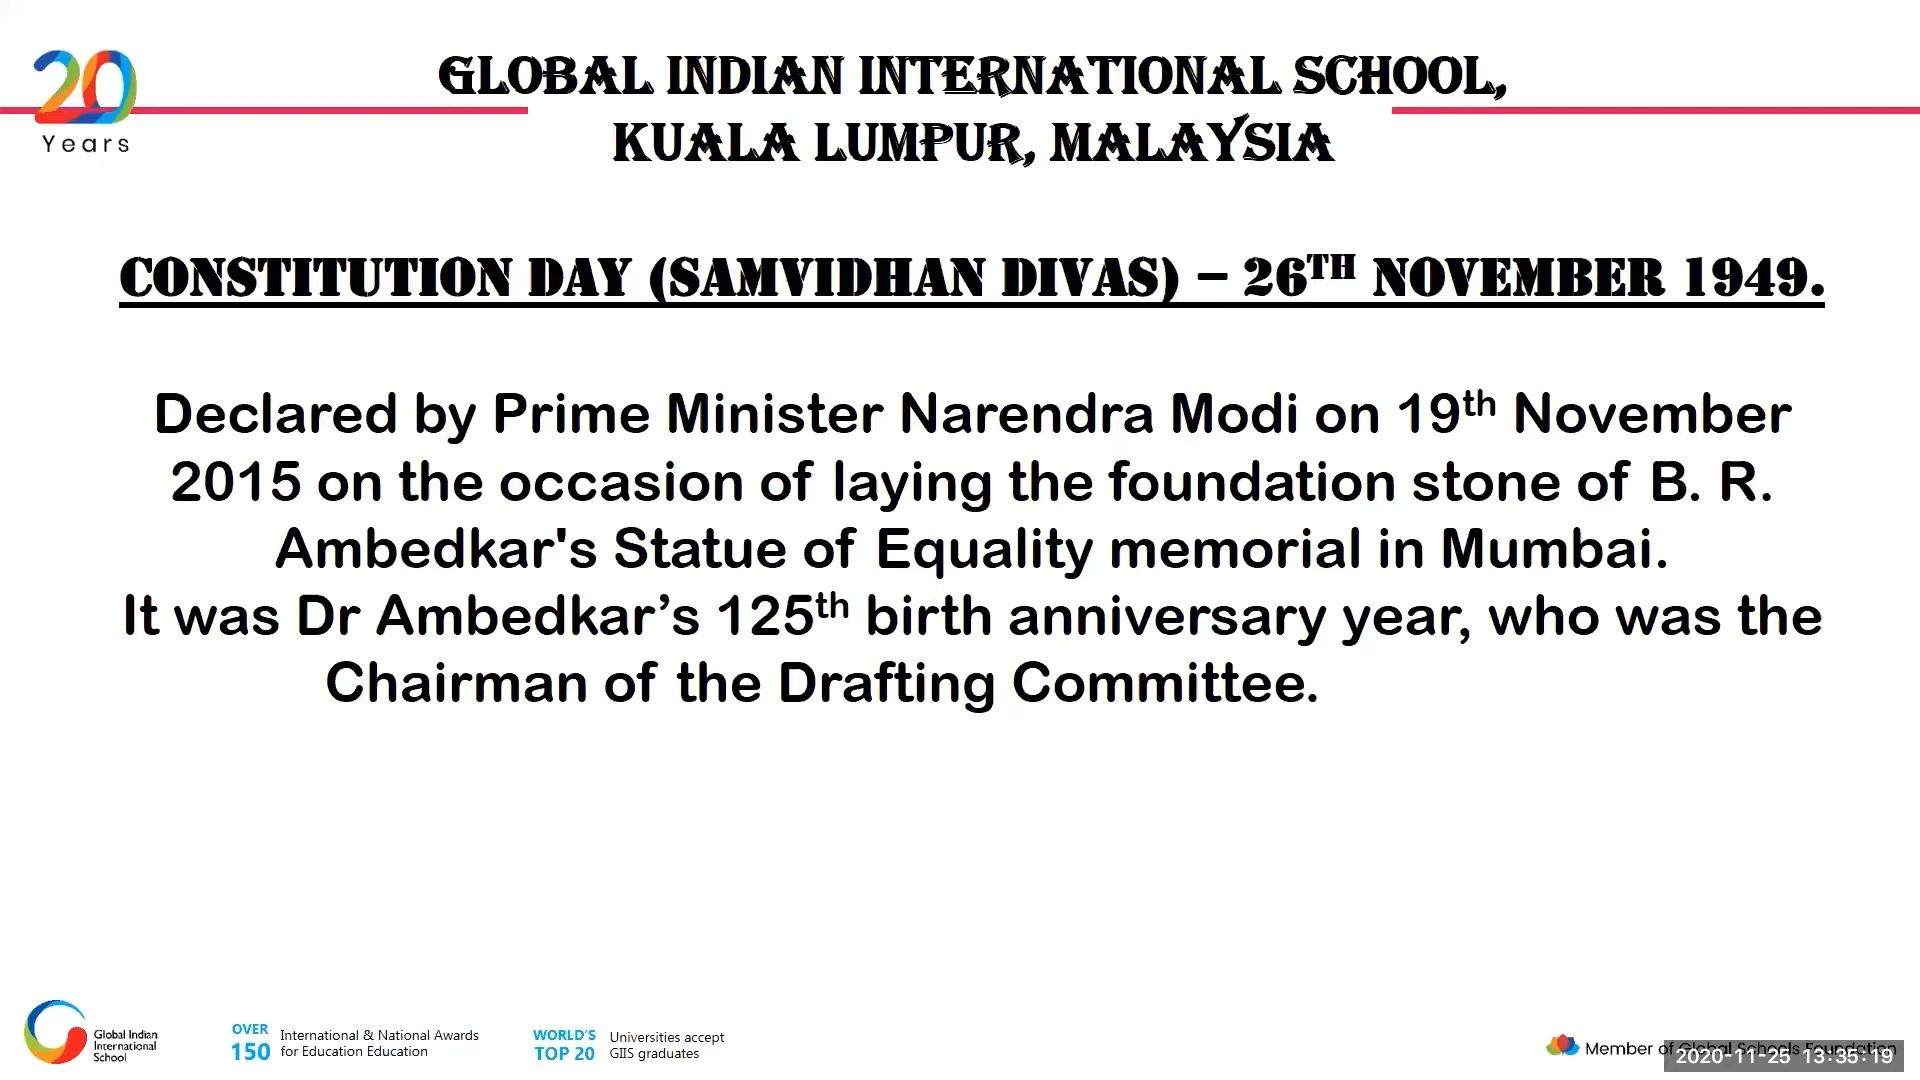 20
Years
GLOBAL INDIAN INTERNATIONAL SCHOOL,
KUALA LUMPUR, MALAYSIA
CONSTITUTION DAY (SAMVIDHAN DIVAS) – 26TH NOVEMBER 1949.
Declared by Prime Minister Narendra Modi on 19th November
2015 on the occasion of laying the foundation stone of B. R.
Ambedkar's Statue of Equality memorial in Mumbai.
It was Dr Ambedkar’s 125th birth anniversary year, who was the
Chairman of the Drafting Committee.
Global Indian
International
School
OVER
150
International & National Awards
for Education Education
WORLD'S
TOP 20
Universities accept
GIIS graduates
Member of Global Schools Foundation
2020-11-25 13:35:19